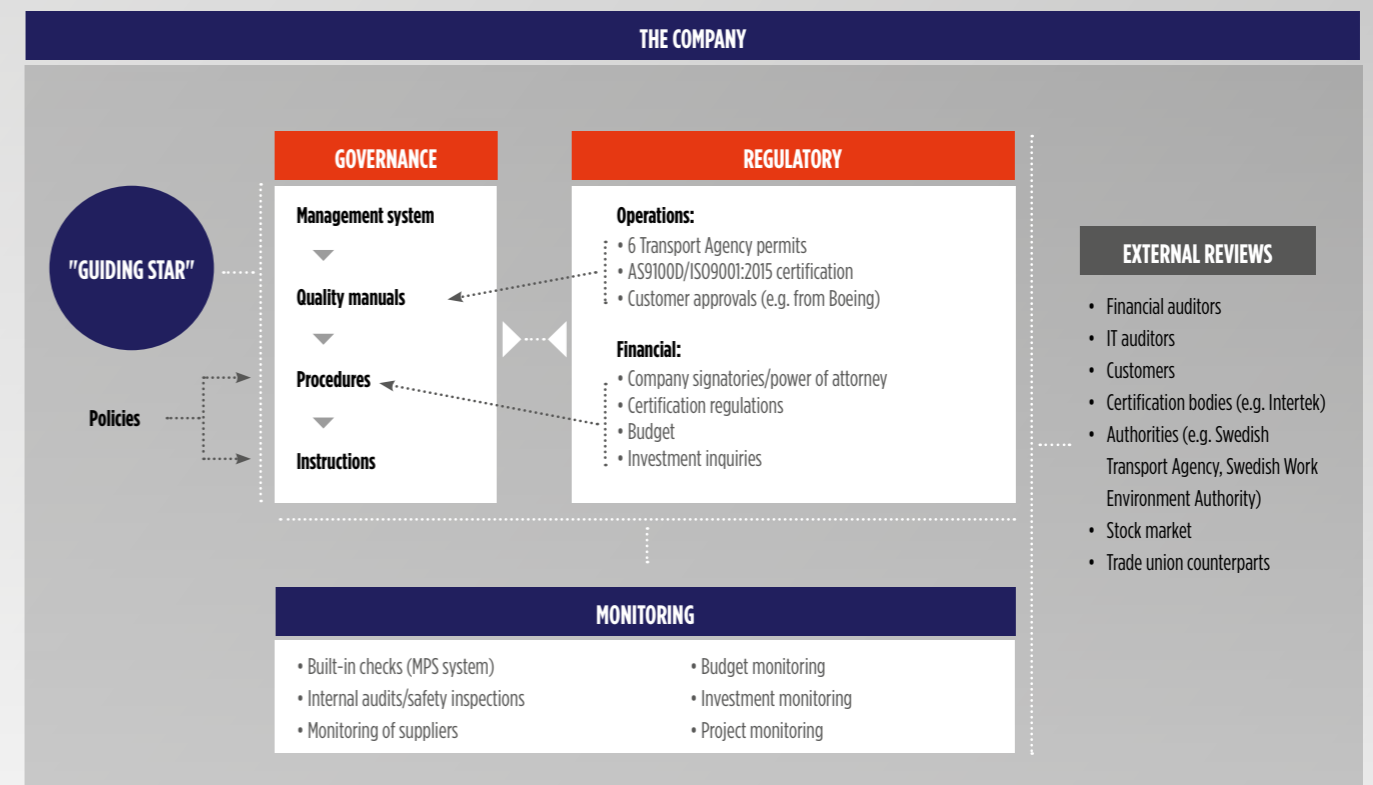 THE COMPANY
"GUIDING STAR"
Policies
GOVERNANCE
Management system
Quality manuals
Procedures
Instructions
REGULATORY
Operations:
• 6 Transport Agency permits
• AS9100D/ISO9001:2015 certification
• Customer approvals (e.g. from Boeing)
Financial:
• Company signatories/power of attorney
• Certification regulations
• Budget
• Investment inquiries
EXTERNAL REVIEWS
• Financial auditors
• IT auditors
• Customers
• Certification bodies (e.g. Intertek)
• Authorities (e.g. Swedish
Transport Agency, Swedish Work
Environment Authority)
• Stock market
• Trade union counterparts
MONITORING
• Built-in checks (MPS system)
• Internal audits/safety inspections
• Monitoring of suppliers
• Budget monitoring
• Investment monitoring
• Project monitoring